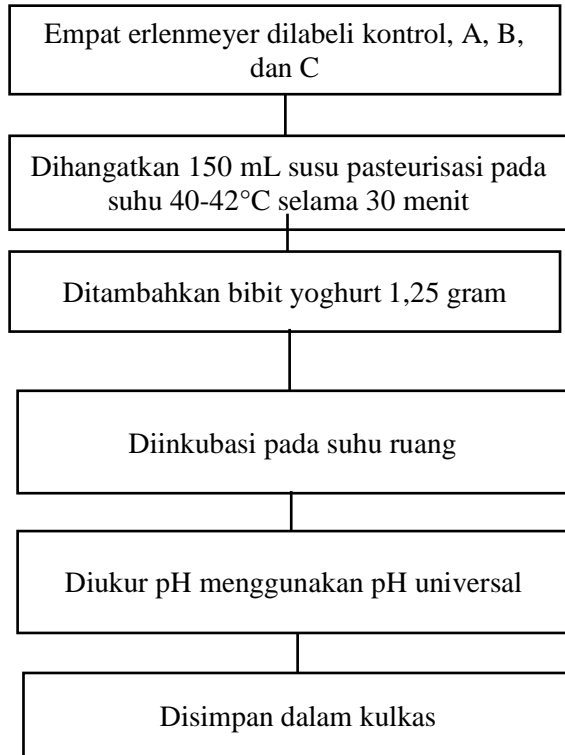 Empat erlenmeyer dilabeli kontrol, A, B,
dan C
Dihangatkan 150 mL susu pasteurisasi pada
suhu 40-42°C selama 30 menit
Ditambahkan bibit yoghurt 1,25 gram
Diinkubasi pada suhu ruang
Diukur pH menggunakan pH universal
Disimpan dalam kulkas